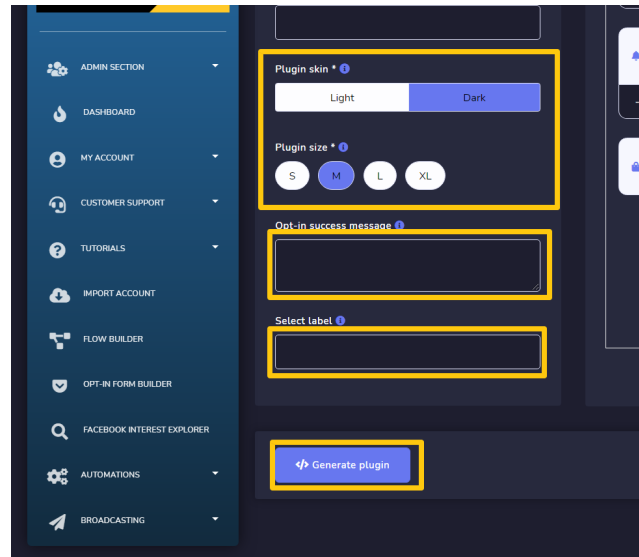 ADMIN SECTION
DASHBOARD
MY ACCOUNT
CUSTOMER SUPPORT
TUTORIALS
IMPORT ACCOUNT
FLOW BUILDER
OPT-IN FORM BUILDER
FACEBOOK INTEREST EXPLORER
AUTOMATIONS
BROADCASTING
Plugin skin *
Light Dark
Plugin size *
S M L XL
Opt-in success message
Select label
Generate plugin